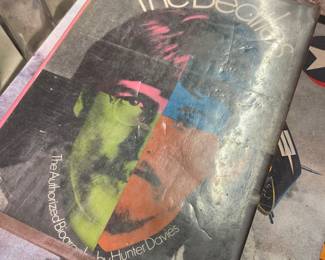 The Beatles
The Authorized Biography by Hunter Davies